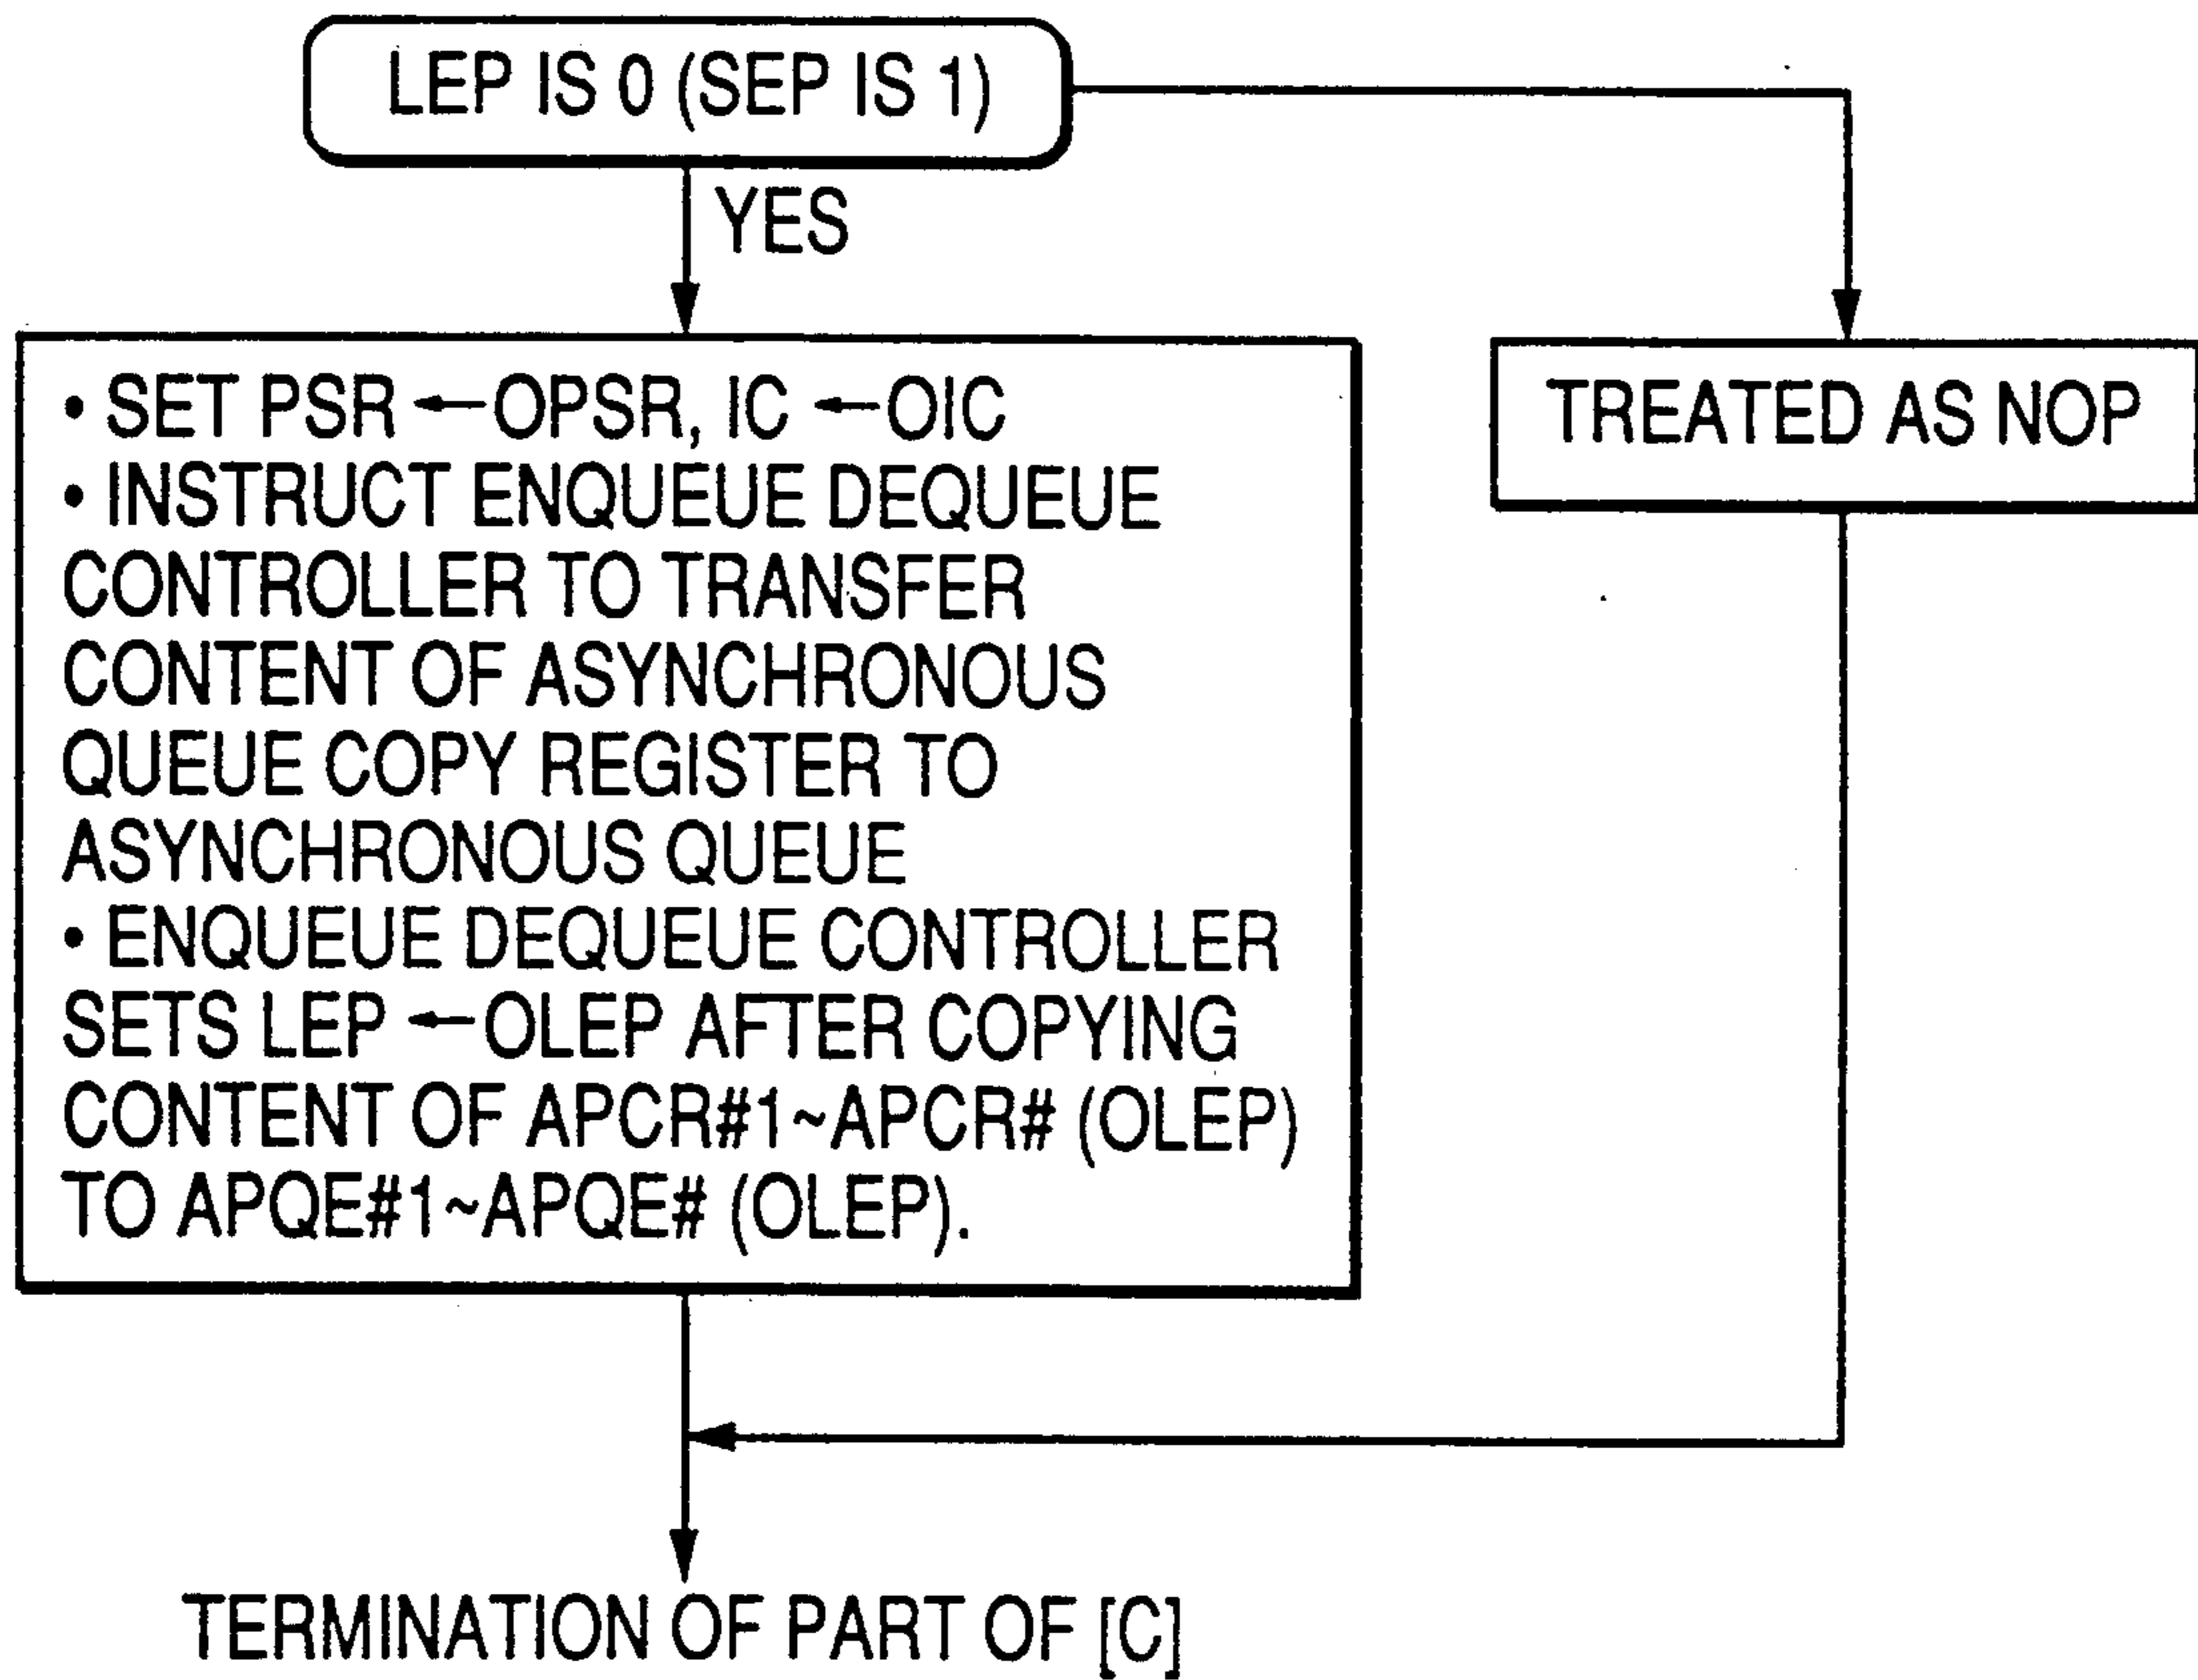 LEP IS 0 (SEP IS 1)
YES
• SET PSR ←OPSR, IC ←OIC
• INSTRUCT ENQUEUE DEQUEUE
CONTROLLER TO TRANSFER
CONTENT OF ASYNCHRONOUS
QUEUE COPY REGISTER TO
ASYNCHRONOUS QUEUE
• ENQUEUE DEQUEUE CONTROLLER
SETS LEP ←OLEP AFTER COPYING
CONTENT OF APCR#1~APCR# (OLEP)
TO APQE#1~APQE# (OLEP).
TREATED AS NOP
TERMINATION OF PART OF [C]